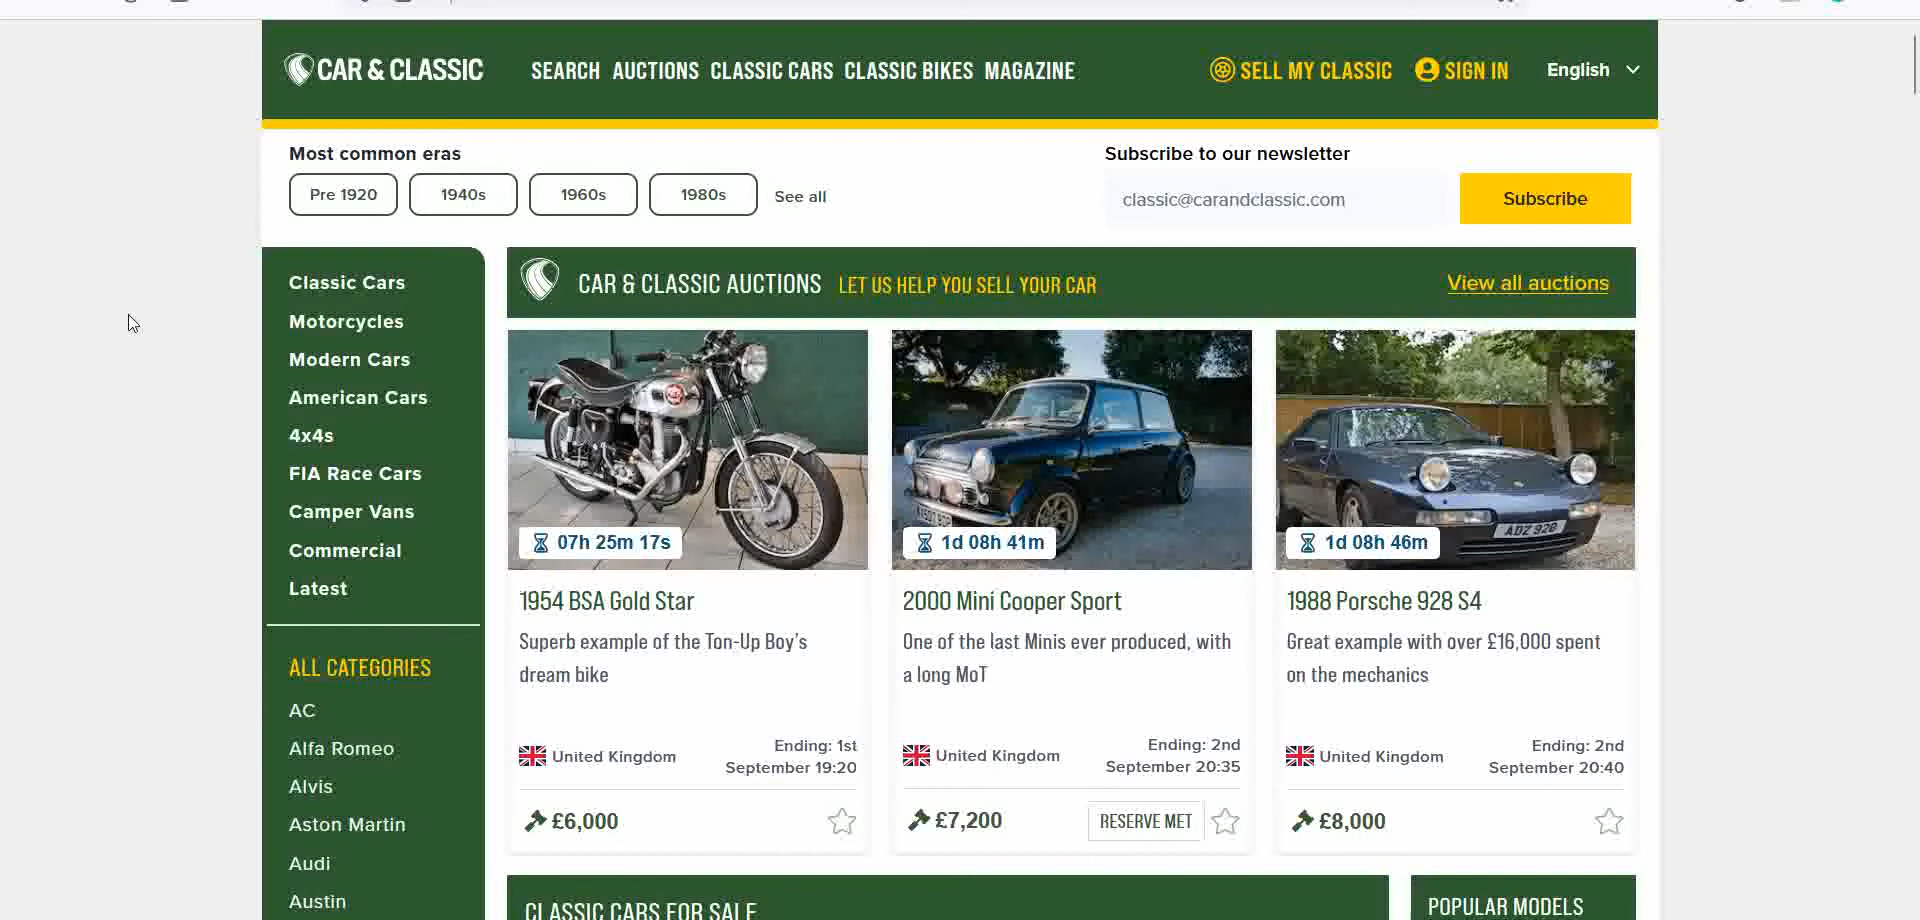 CAR & CLASSIC
SEARCH AUCTIONS CLASSIC CARS CLASSIC BIKES MAGAZINE
SELL MY CLASSIC SIGN IN English
Most common eras
Pre 1920 1940s 1960s 1980s See all
Subscribe to our newsletter
classic@carandclassic.com Subscribe
Classic Cars
Motorcycles
Modern Cars
American Cars
4x4s
FIA Race Cars
Camper Vans
Commercial
Latest
ALL CATEGORIES
AC
Alfa Romeo
Alvis
Aston Martin
Audi
Austin
CAR & CLASSIC AUCTIONS LET US HELP YOU SELL YOUR CAR View all auctions
07h 25m 17s
1954 BSA Gold Star
Superb example of the Ton-Up Boy's
dream bike
United Kingdom
Ending: 1st
September 19:20
£6,000
1d 08h 41m
2000 Mini Cooper Sport
One of the last Minis ever produced, with
a long MoT
United Kingdom
Ending: 2nd
September 20:35
£7,200 RESERVE MET
ADZ 928
1d 08h 46m
1988 Porsche 928 S4
Great example with over £16,000 spent
on the mechanics
United Kingdom
Ending: 2nd
September 20:40
£8,000
CLASSIC CARS FOR SALE
POPULAR MODELS